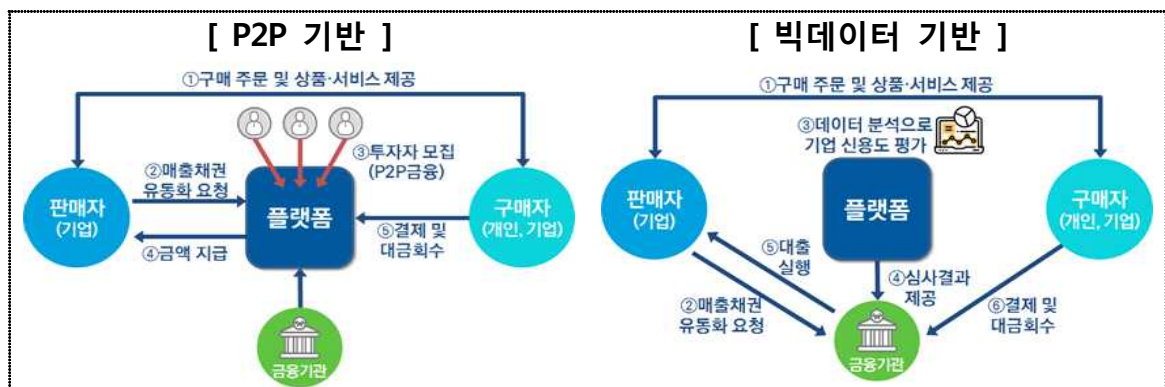 [ P2P 기반 ]
①구매 주문 및 상품·서비스 제공
②매출채권
유동화 요청
③투자자 모집
(P2P금융)
판매자
(기업)
플랫폼
구매자
(개인, 기업)
④금액 지급
⑤결제 및
대금회수
금융기관
[ 빅데이터 기반 ]
①구매 주문 및 상품·서비스 제공
③데이터 분석으로
기업 신용도 평가
판매자
(기업)
플랫폼
구매자
(개인, 기업)
⑤대출
실행
④심사결과
제공
②매출채권
유동화 요청
⑥결제 및
대금회수
금융기관